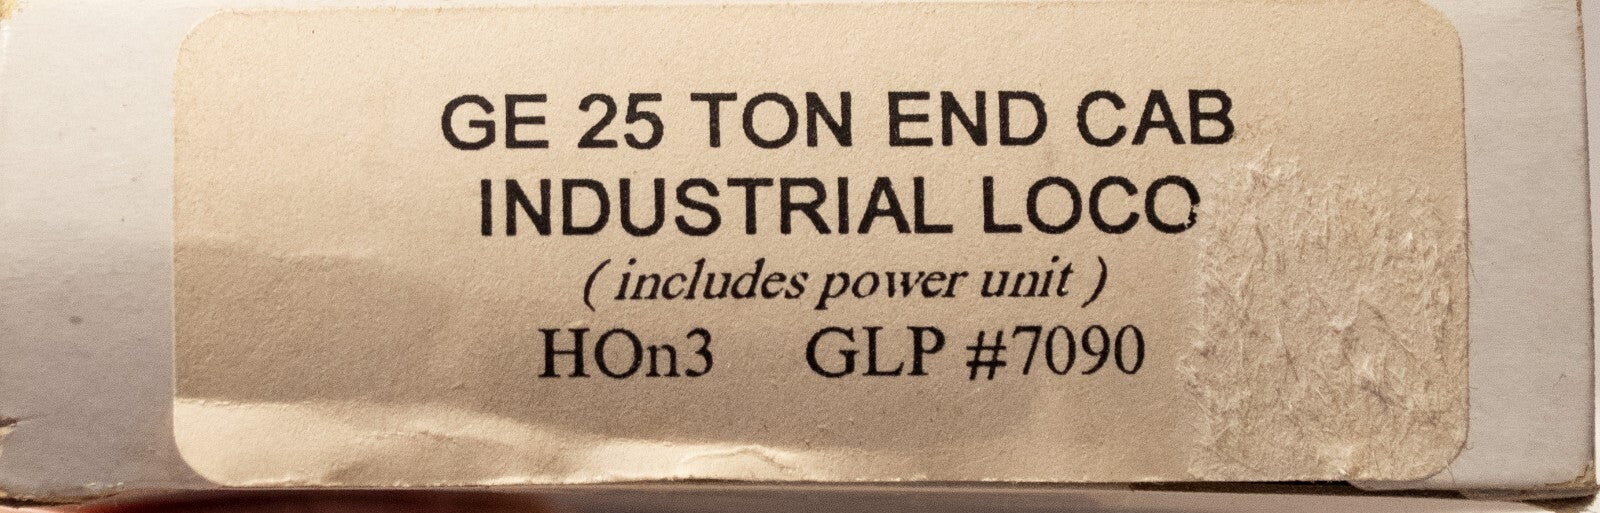 GE 25 TON END CAB
INDUSTRIAL LOCO
( includes power unit )
HOn3 GLP #7090